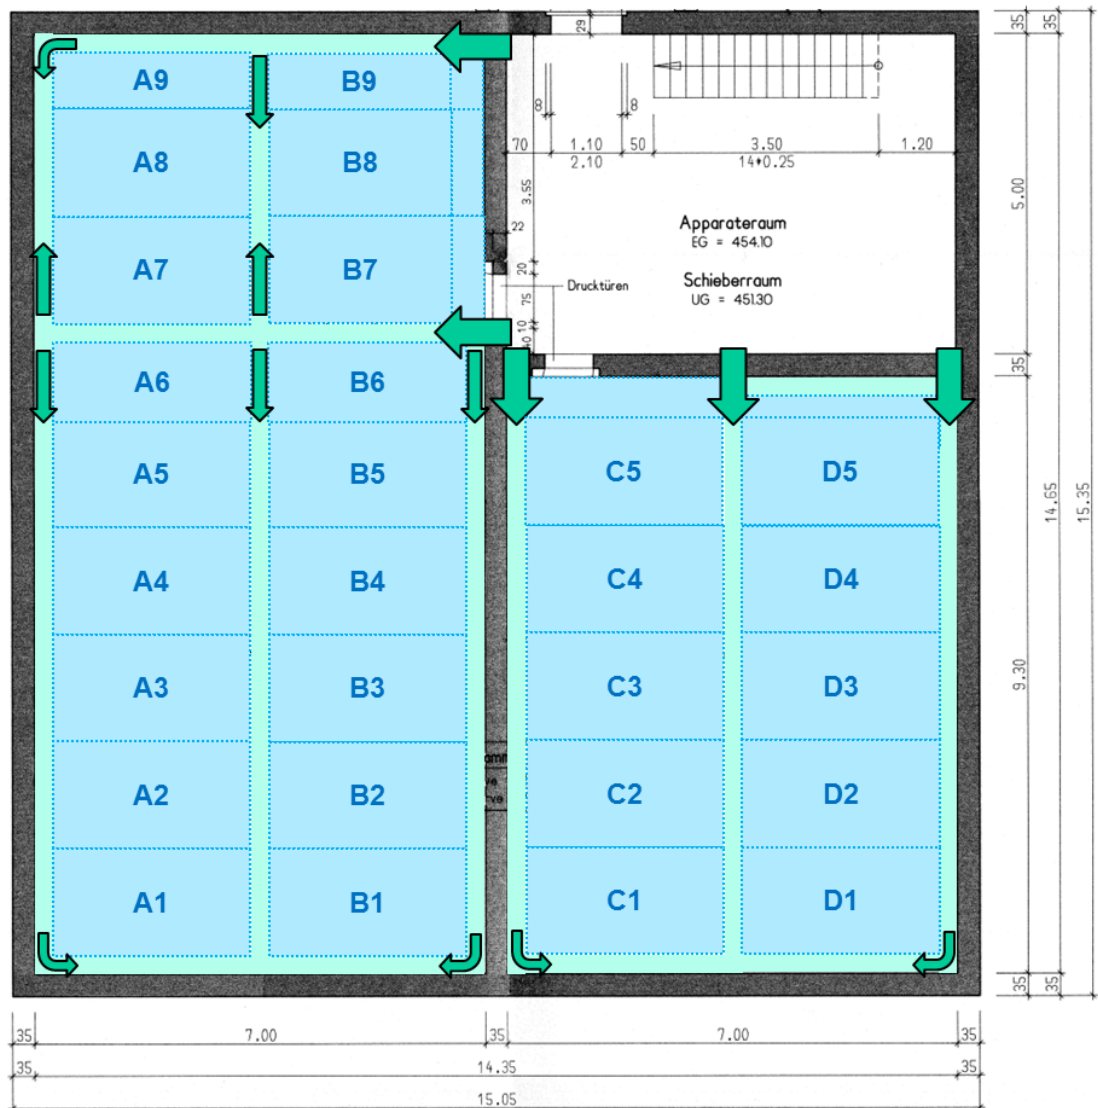 A9
B9
A8
B8
A7
B7
A6
B6
A5
B5
A4
B4
A3
B3
A2
B2
A1
B1
29
8
8
70
1.10
50
3.50
1.20
2.10
14*0.25
3.55
22
20
75
10
40
Apparateraum
EG = 454.10
Schieberraum
UG = 451.30
Drucktüren
C5
D5
C4
D4
C3
D3
C2
D2
C1
D1
35
35
5.00
35
14.65
15.35
9.30
35
35
35
7.00
35
7.00
35
35
14.35
35
15.05